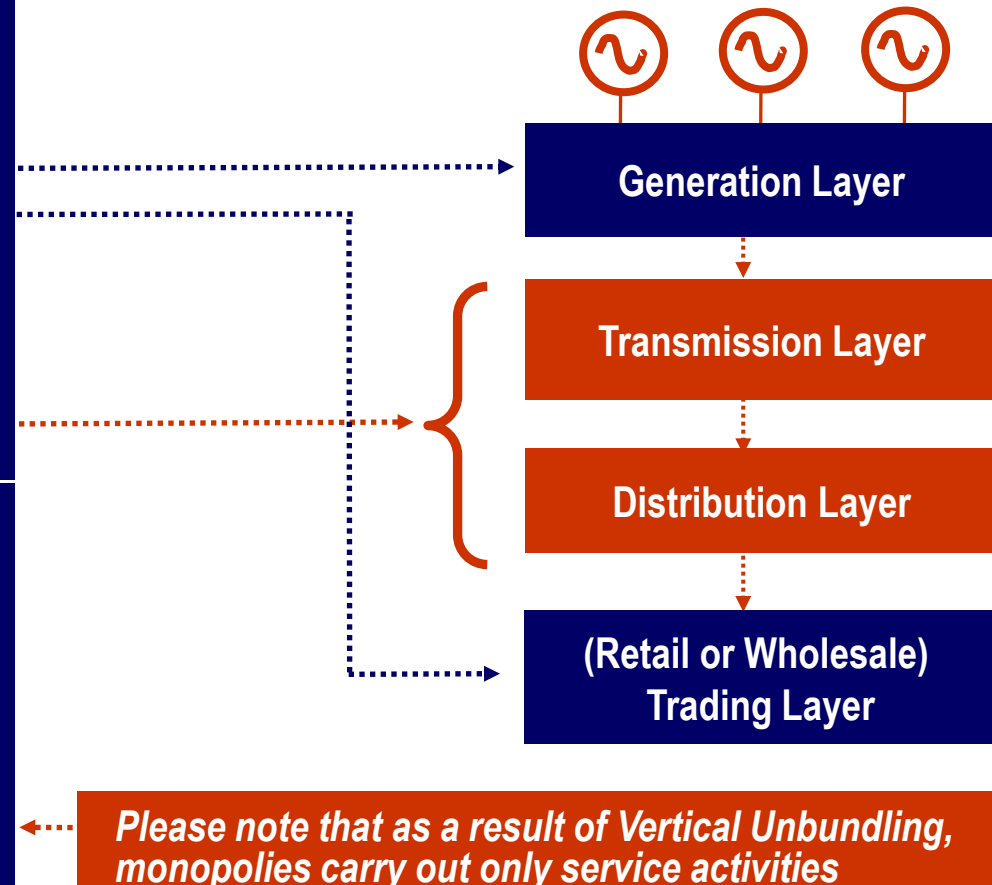 Generation Layer
Transmission Layer
Distribution Layer
(Retail or Wholesale)
Trading Layer
Please note that as a result of Vertical Unbundling,
monopolies carry out only service activities